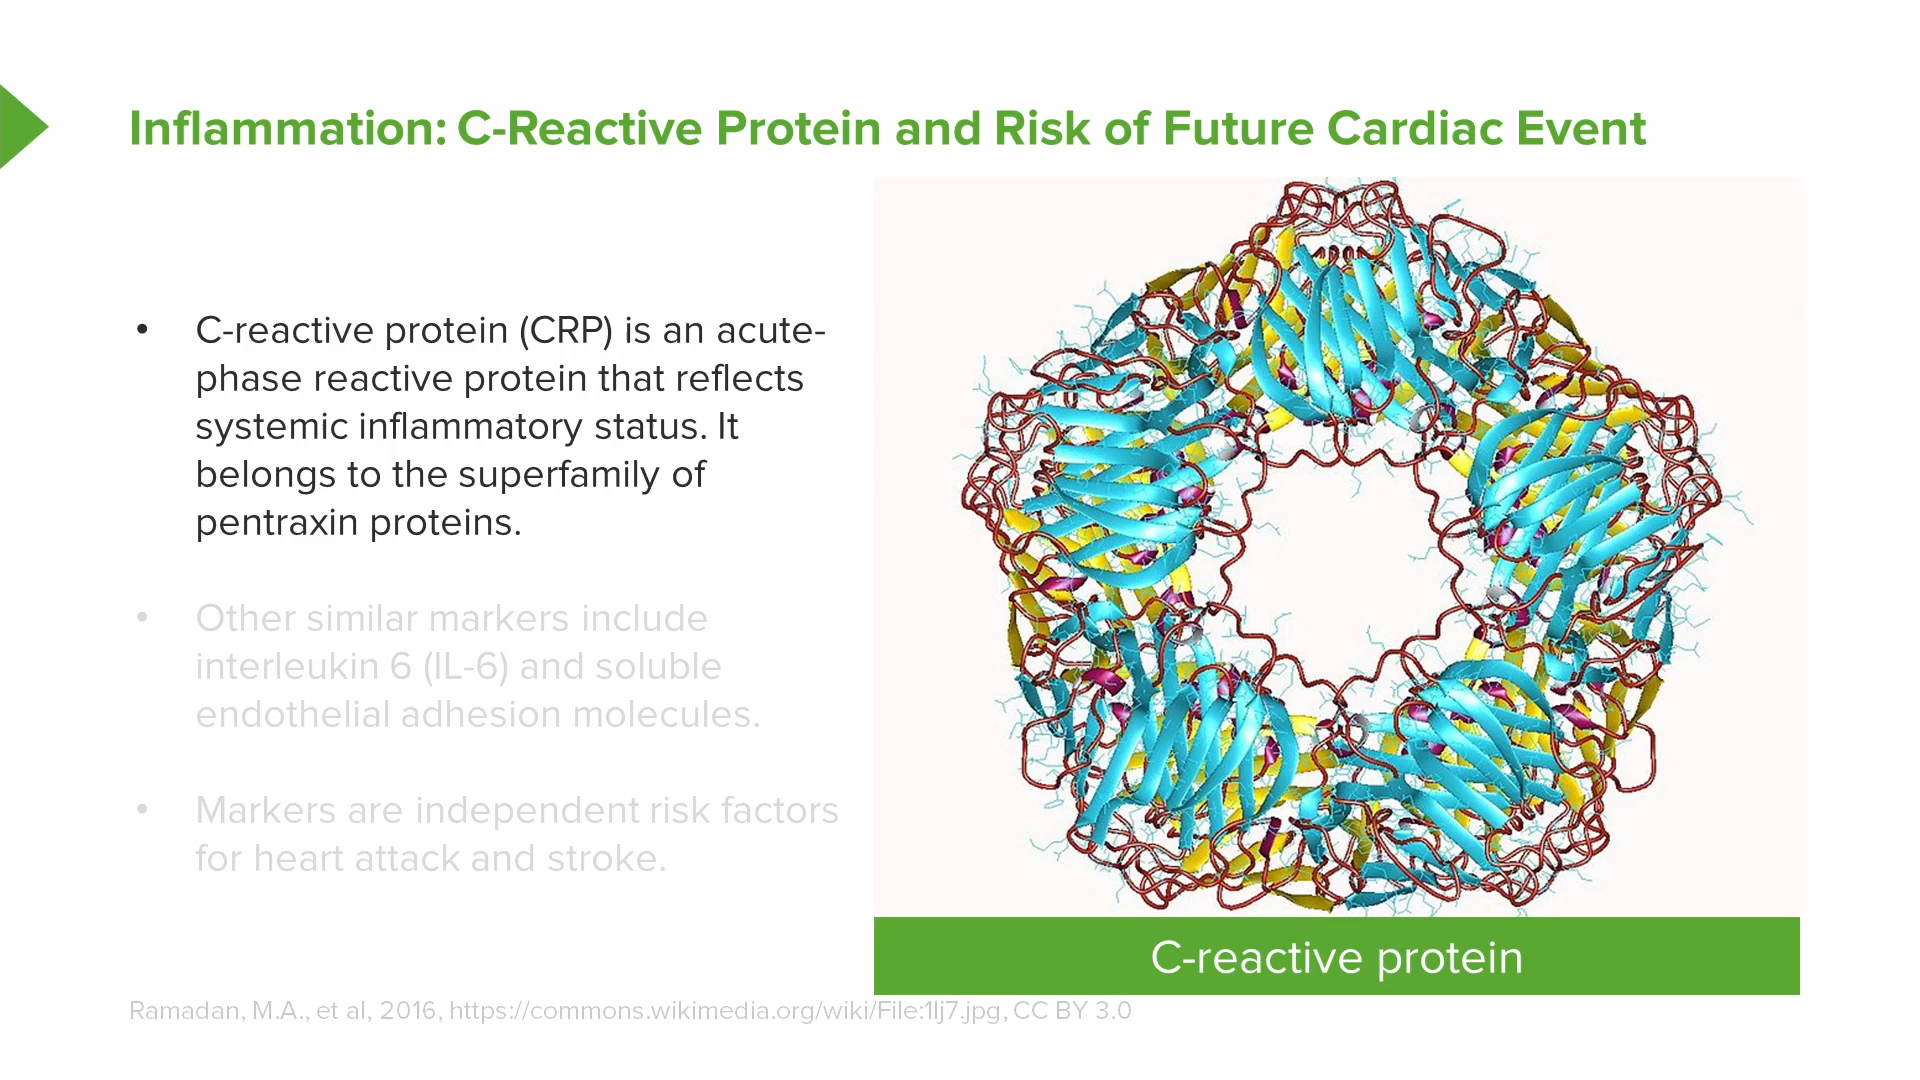 Inflammation: C-Reactive Protein and Risk of Future Cardiac Event
• C-reactive protein (CRP) is an acute-
phase reactive protein that reflects
systemic inflammatory status. It
belongs to the superfamily of
pentraxin proteins.
• Other similar markers include
interleukin 6 (IL-6) and soluble
endothelial adhesion molecules.
• Markers are independent risk factors
for heart attack and stroke.
C-reactive protein
Ramadan, M.A., et al, 2016, https://commons.wikimedia.org/wiki/File:1lj7.jpg, CC BY 3.0